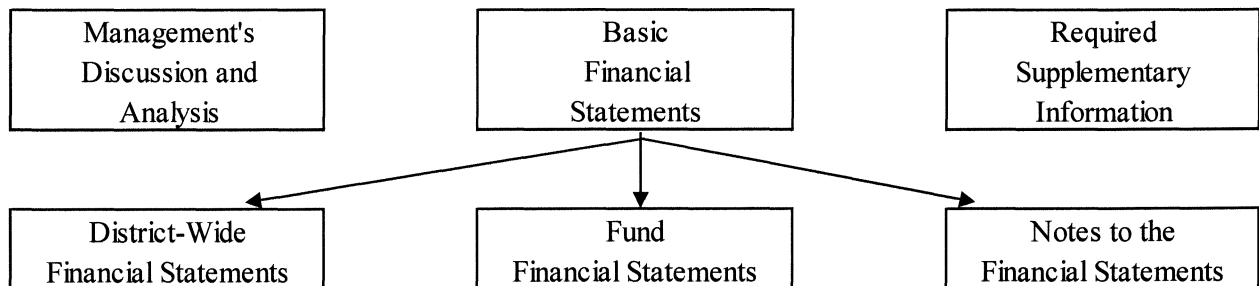 Management's
Discussion and
Analysis
Basic
Financial
Statements
Required
Supplementary
Information
District-Wide
Financial Statements
Fund
Financial Statements
Notes to the
Financial Statements